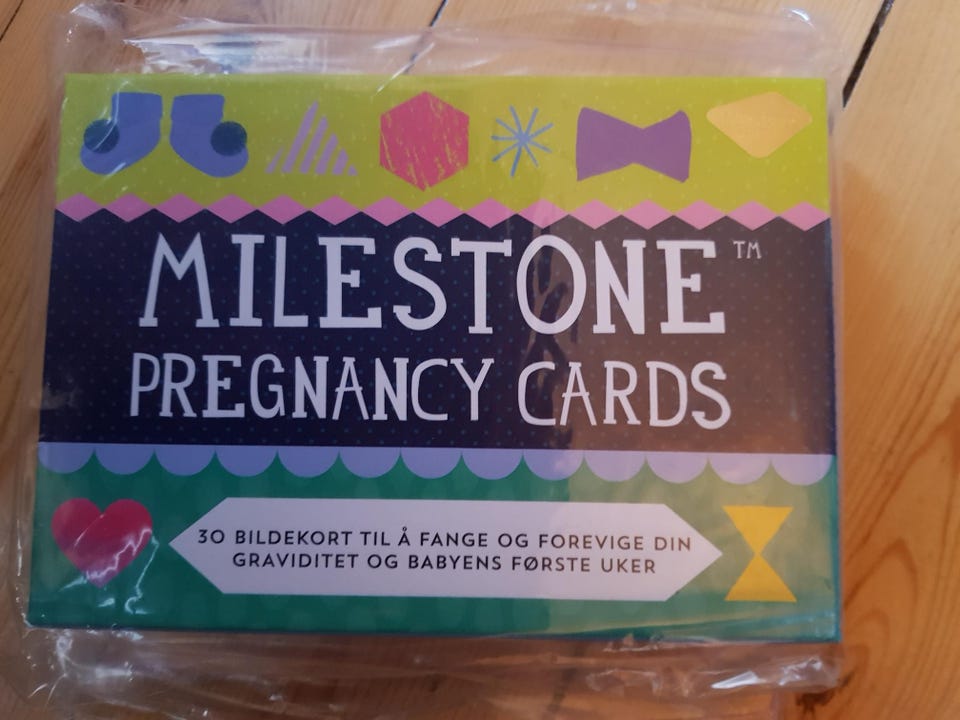 MILESTONE™
PREGNANCY CARDS
30 BILDEKORT TIL Å FANGE OG FOREVIGE DIN
GRAVIDITET OG BABYENS FØRSTE UKER